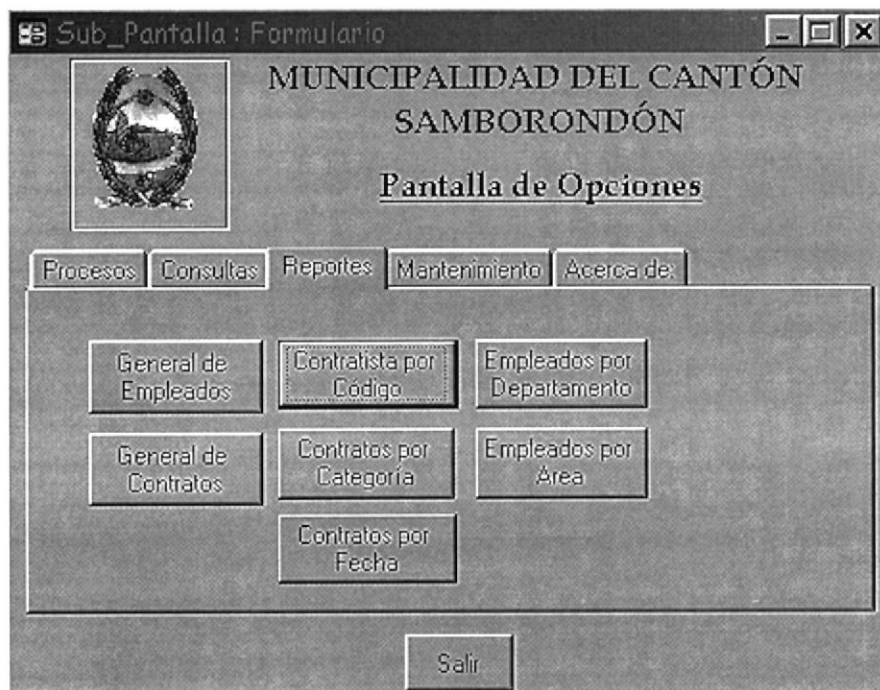 Sub_Pantalla : Formulario
MUNICIPALIDAD DEL CANTÓN
SAMBORONDÓN
Pantalla de Opciones
Procesos Consultas Reportes Mantenimiento Acerca de:
General de
Empleados
Contratista por
Código
Empleados por
Departamento
General de
Contratos
Contratos por
Categoría
Empleados por
Area
Contratos por
Fecha
Salir